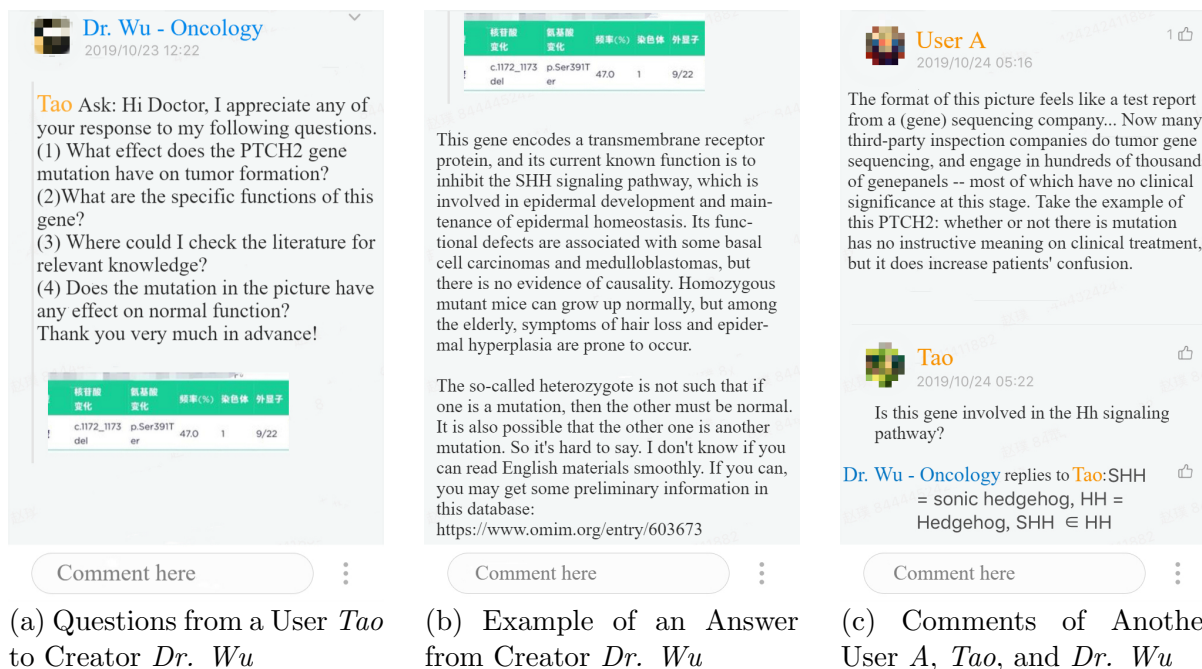 Dr. Wu - Oncology
2019/10/23 12:22
Tao Ask: Hi Doctor, I appreciate any of
your response to my following questions.
(1) What effect does the PTCH2 gene
mutation have on tumor formation?
(2)What are the specific functions of this
gene?
(3) Where could I check the literature for
relevant knowledge?
(4) Does the mutation in the picture have
any effect on normal function?
Thank you very much in advance!
核苷酸 氨基酸 频率(%) 染色体 外显子
变化 变化
c.1172_1173 p.Ser391T 47.0 1 9/22
del er
Comment here
(a) Questions from a User Tao
to Creator Dr. Wu
核苷酸 氨基酸 频率(%) 染色体 外显子
变化 变化
c.1172_1173 p.Ser391T 47.0 1 9/22
del er
This gene encodes a transmembrane receptor
protein, and its current known function is to
inhibit the SHH signaling pathway, which is
involved in epidermal development and main-
tenance of epidermal homeostasis. Its func-
tional defects are associated with some basal
cell carcinomas and medulloblastomas, but
there is no evidence of causality. Homozygous
mutant mice can grow up normally, but among
the elderly, symptoms of hair loss and epider-
mal hyperplasia are prone to occur.
The so-called heterozygote is not such that if
one is a mutation, then the other must be normal.
It is also possible that the other one is another
mutation. So it's hard to say. I don't know if you
can read English materials smoothly. If you can,
you may get some preliminary information in
this database:
https://www.omim.org/entry/603673
Comment here
(b) Example of an Answer
from Creator Dr. Wu
User A
1
2019/10/24 05:16
The format of this picture feels like a test report
from a (gene) sequencing company... Now many
third-party inspection companies do tumor gene
sequencing, and engage in hundreds of thousand
of genepanels -- most of which have no clinical
significance at this stage. Take the example of
this PTCH2: whether or not there is mutation
has no instructive meaning on clinical treatment,
but it does increase patients' confusion.
Tao
2019/10/24 05:22
Is this gene involved in the Hh signaling
pathway?
Dr. Wu - Oncology replies to Tao:SHH
= sonic hedgehog, HH =
Hedgehog, SHH ∈ HH
Comment here
(c) Comments of Anothe
User A, Tao, and Dr. Wu